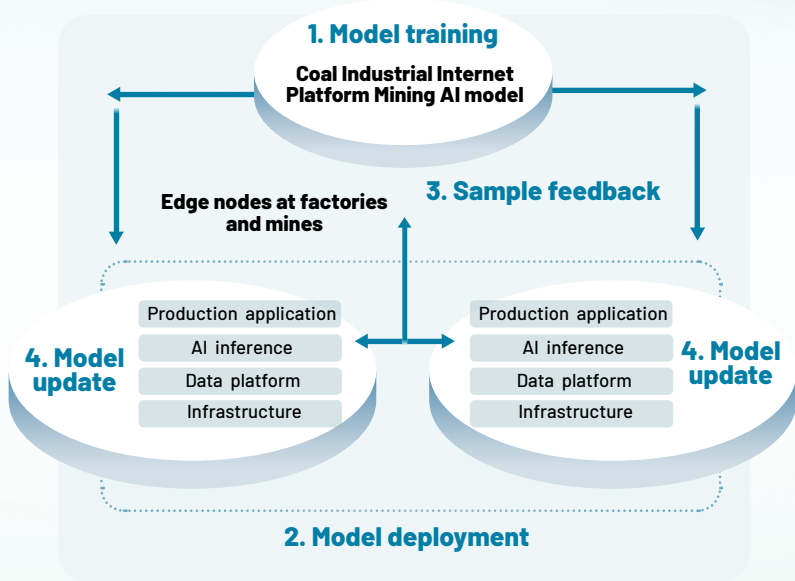 1. Model training
Coal Industrial Internet
Platform Mining AI model
Edge nodes at factories
and mines
3. Sample feedback
4. Model
update
Production application
AI inference
Data platform
Infrastructure
Production application
AI inference
Data platform
Infrastructure
4. Model
update
2. Model deployment